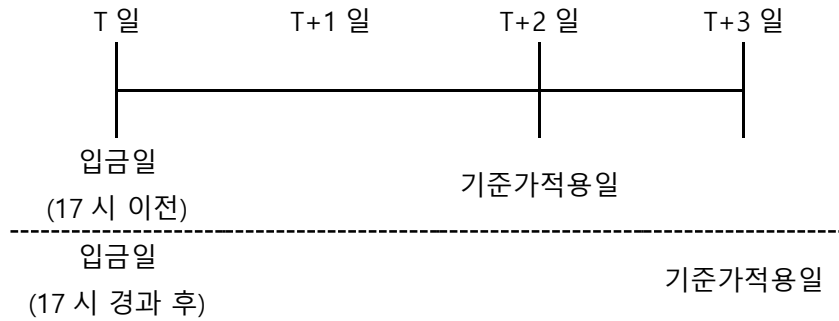 T 일 T+1 일 T+2 일 T+3 일
입금일
(17 시 이전)
기준가적용일
입금일
(17 시 경과 후)
기준가적용일